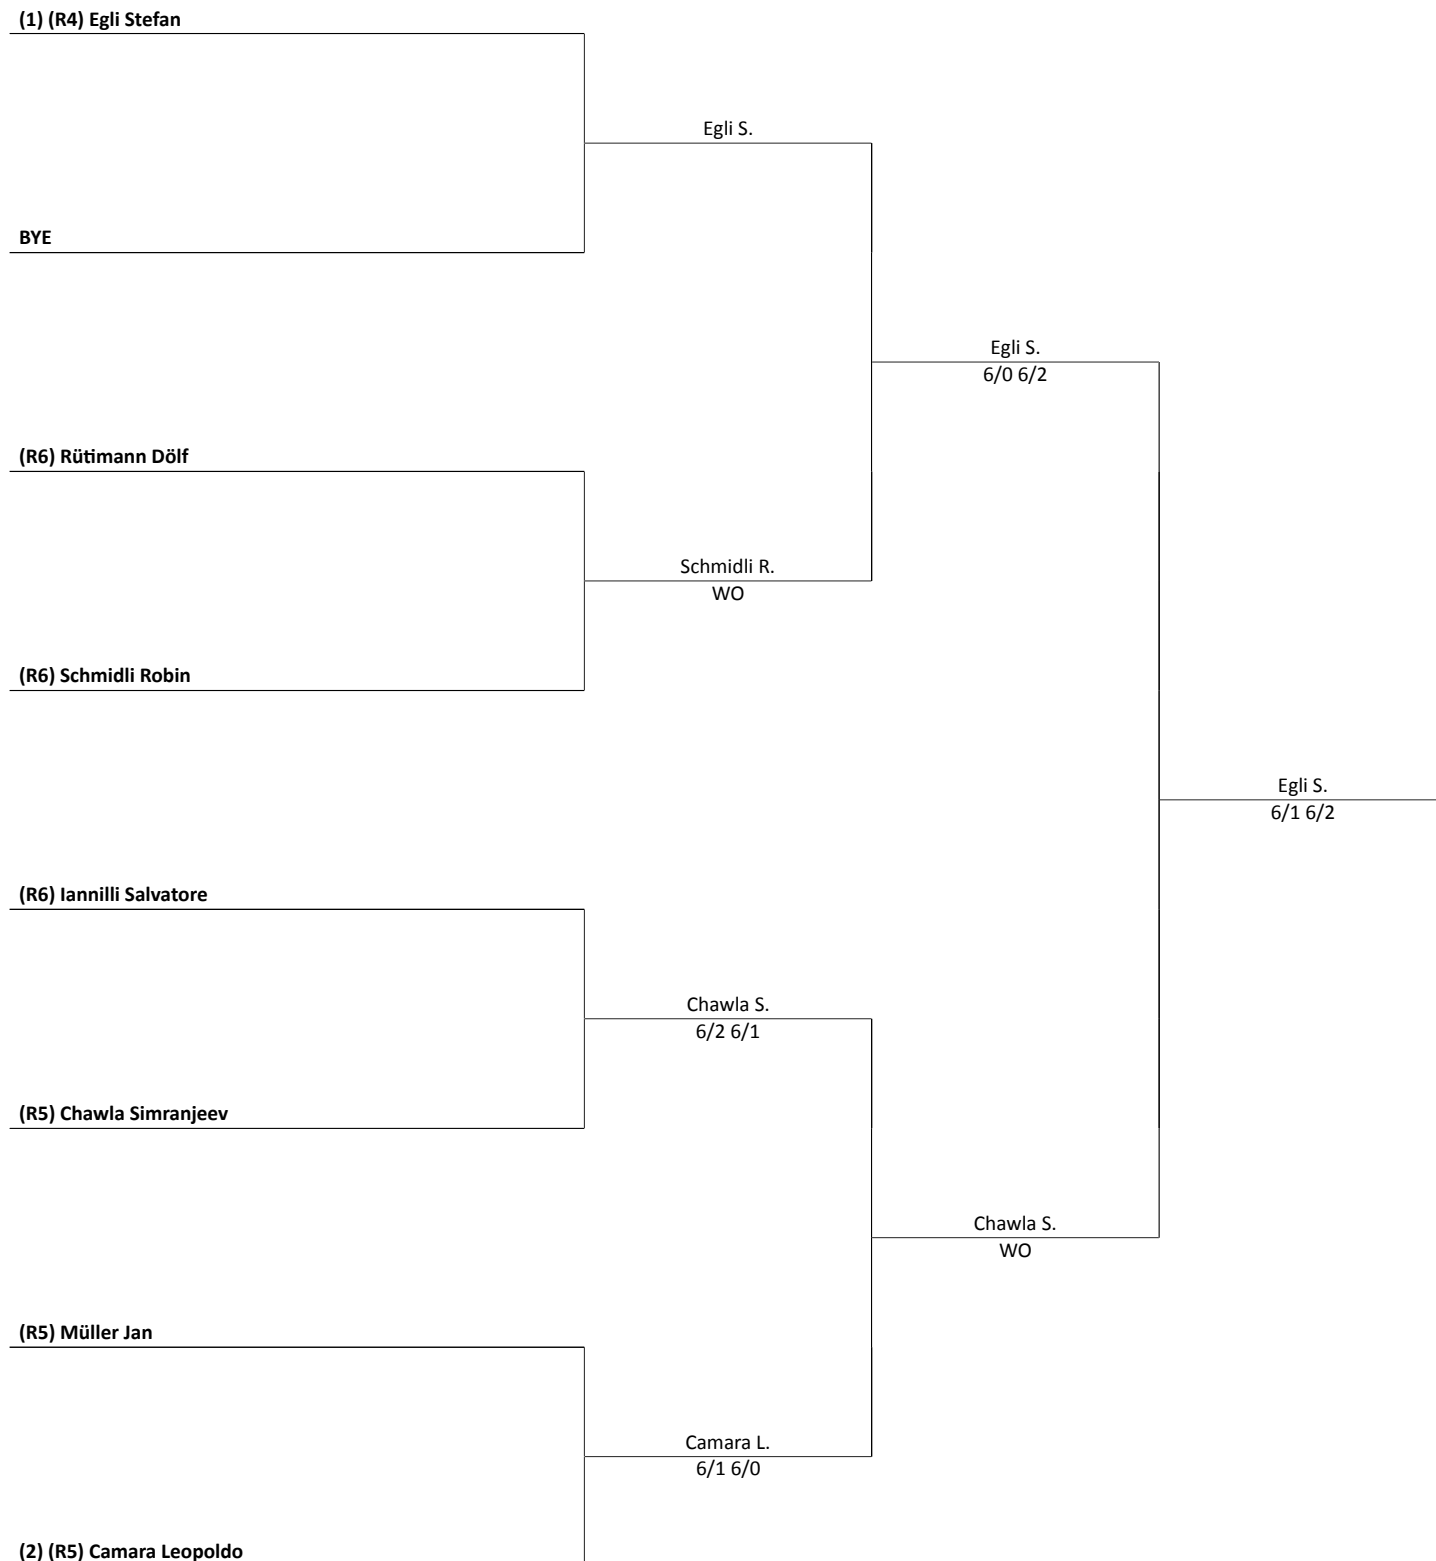 (1) (R4) Egli Stefan
Egli S.
BYE
Egli S.
6/0 6/2
(R6) Rütimann Dölf
Schmidli R.
WO
(R6) Schmidli Robin
Egli S.
6/1 6/2
(R6) Iannilli Salvatore
Chawla S.
6/2 6/1
(R5) Chawla Simranjeev
Chawla S.
WO
(R5) Müller Jan
Camara L.
6/1 6/0
(2) (R5) Camara Leopoldo